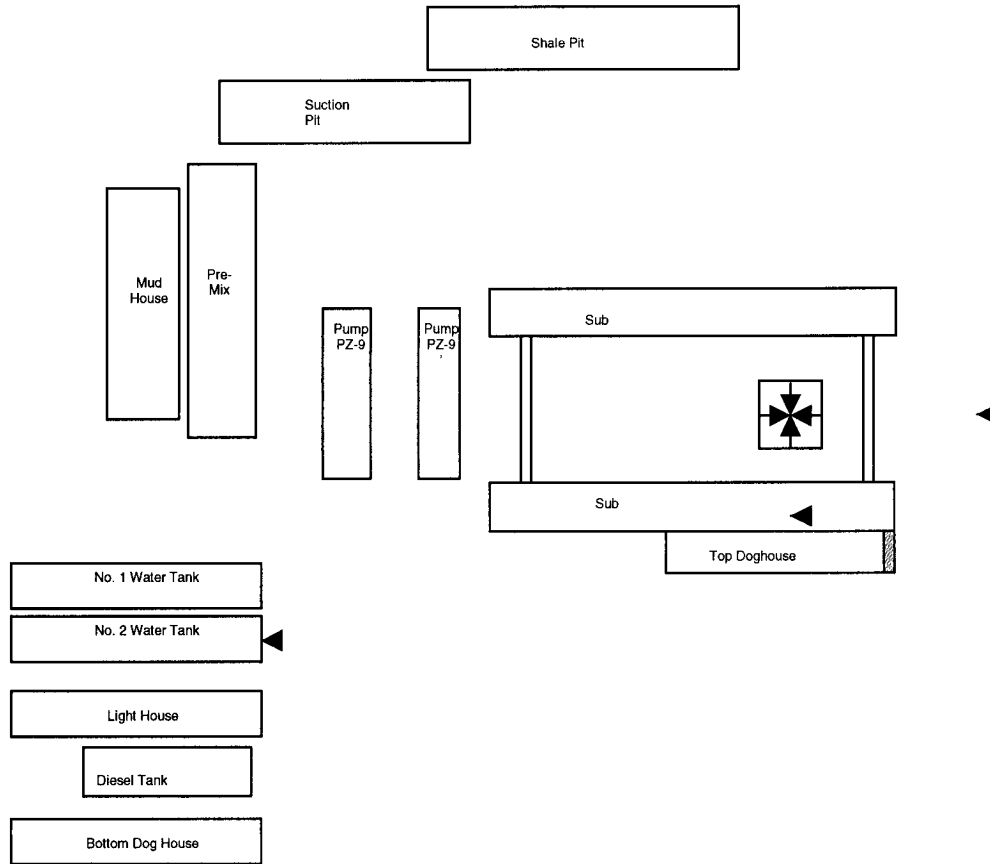 Shale Pit
Suction
Pit
Mud
House
Pre-
Mix
Pump
PZ-9
Pump
PZ-9
Sub
Sub
Top Doghouse
No. 1 Water Tank
No. 2 Water Tank
Light House
Diesel Tank
Bottom Dog House